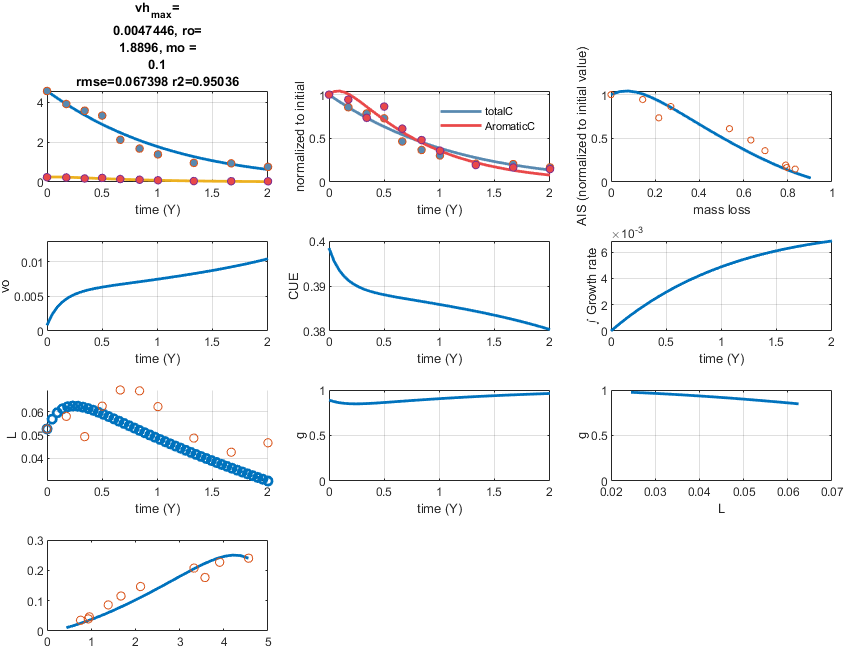 vh_max=
0.0047446, ro=
1.8896, mo =
0.1
rmse=0.067398 r2=0.95036
4
2
0
0 0.5 1 1.5 2
time (Y)
normalized to initial
1
0.5
0
totalC
AromaticC
0 0.5 1 1.5 2
time (Y)
AIS (normalized to initial value)
1
0.5
0
0 0.2 0.4 0.6 0.8 1
mass loss
vo
0.01
0.005
0
0 0.5 1 1.5 2
time (Y)
CUE
0.4
0.39
0.38
0 0.5 1 1.5 2
time (Y)
×10-3
∫ Growth rate
6
4
2
0
0 0.5 1 1.5 2
time (Y)
L
0.06
0.05
0.04
0 0.5 1 1.5 2
time (Y)
g
1
0.5
0
0 0.5 1 1.5 2
time (Y)
g
1
0.5
0
0.02 0.03 0.04 0.05 0.06 0.07
L
0.3
0.2
0.1
0
0 1 2 3 4 5